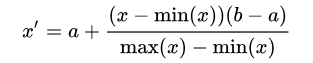 x′ = a + (x − min(x))(b − a) / max(x) − min(x)